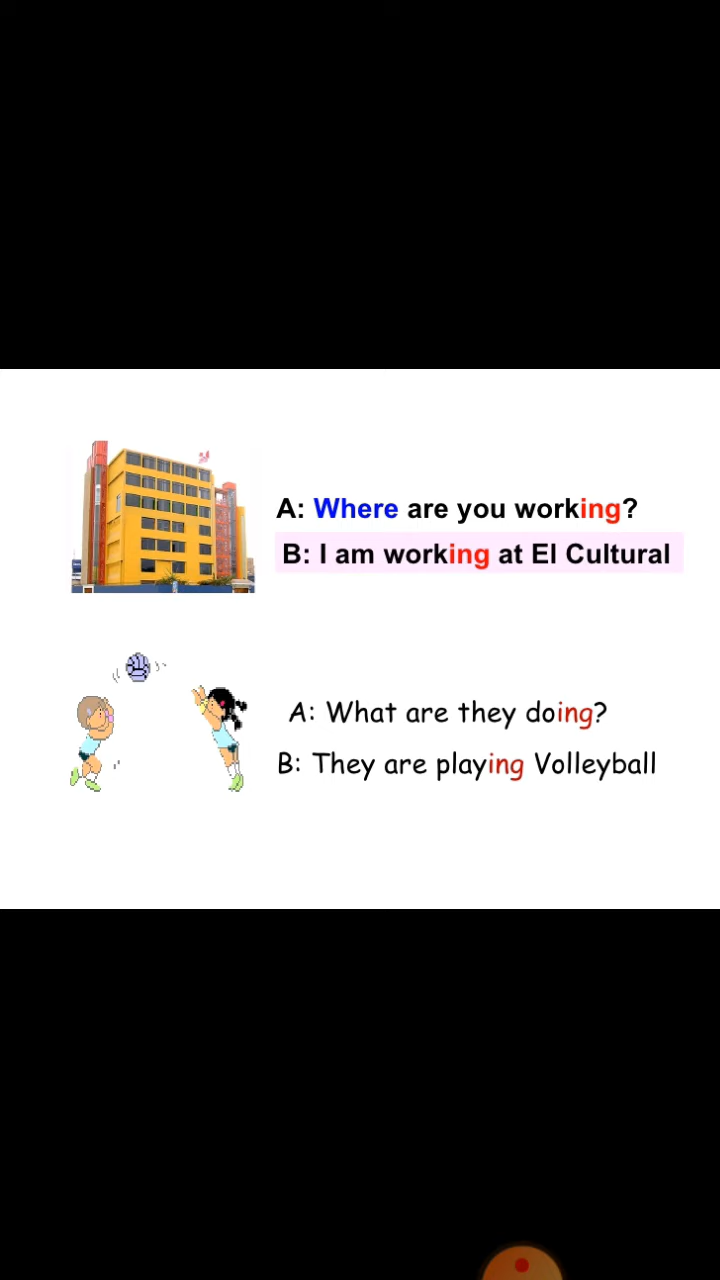 A: Where are you working?
B: I am working at El Cultural
A: What are they doing?
B: They are playing Volleyball